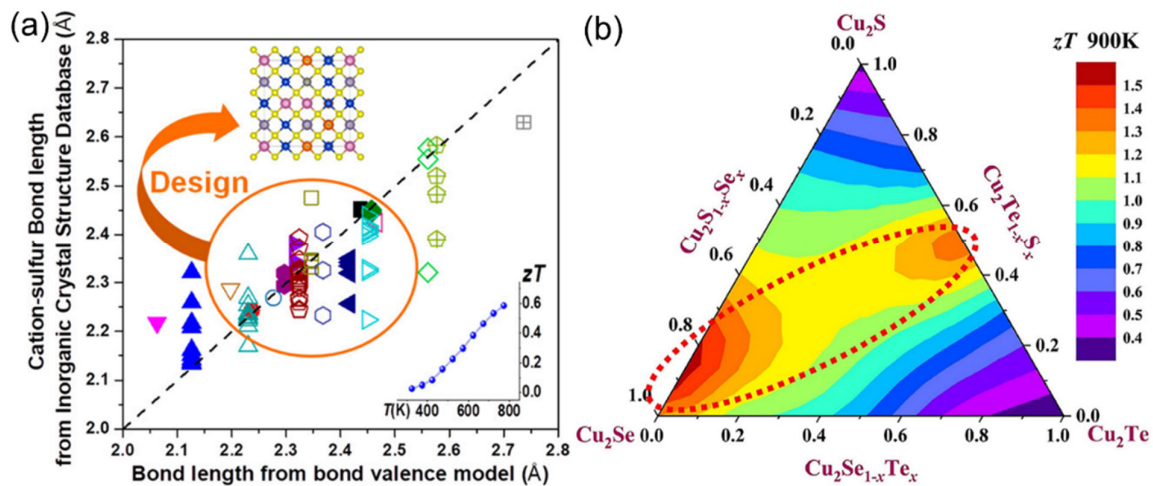 (a)
Cation-sulfur Bond length
from Inorganic Crystal Structure Database (Å)
2.8
2.7
2.6
2.5
2.4
2.3
2.2
2.1
2.0
2.0 2.1 2.2 2.3 2.4 2.5 2.6 2.7 2.8
Bond length from bond valence model (Å)
Design
zT
0.6
0.4
0.2
0.0
T(K) 400 600 800
(b)
Cu₂S
zT 900K
0.0
1.0
0.2
0.8
0.4
0.6
0.6
0.4
0.8
0.2
1.0
0.0
Cu₂S₁₋ₓSeₓ
Cu₂Te₁₋ₓSₓ
Cu₂Se 0.0 0.2 0.4 0.6 0.8 1.0 Cu₂Te
Cu₂Se₁₋ₓTeₓ
1.5
1.4
1.3
1.2
1.1
1.0
0.9
0.8
0.7
0.6
0.5
0.4